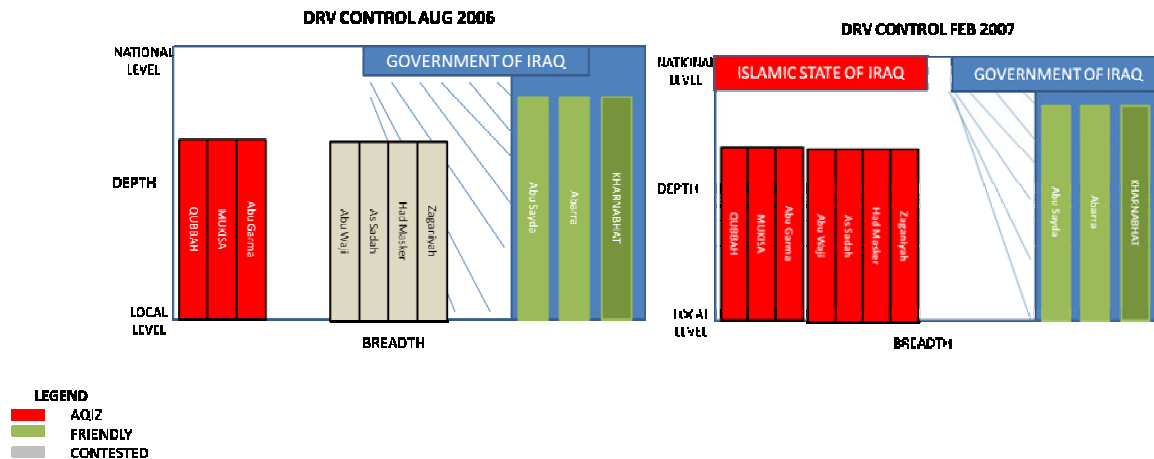 DRV CONTROL AUG 2006
NATIONAL
LEVEL
GOVERNMENT OF IRAQ
DEPTH
QUBBAH
MUKISA
Abu Garma
Abu Waji
As Sadah
Had Masker
Zaganiyah
Abu Sayda
Abarra
KHARNABHAT
LOCAL
LEVEL
BREADTH
DRV CONTROL FEB 2007
NATIONAL
LEVEL
ISLAMIC STATE OF IRAQ
GOVERNMENT OF IRAQ
DEPTH
QUBBAH
MUKISA
Abu Garma
Abu Waji
As Sadah
Had Masker
Zaganiyah
Abu Sayda
Abarra
KHARNABHAT
LOCAL
LEVEL
BREADTH
LEGEND
AQIZ
FRIENDLY
CONTESTED